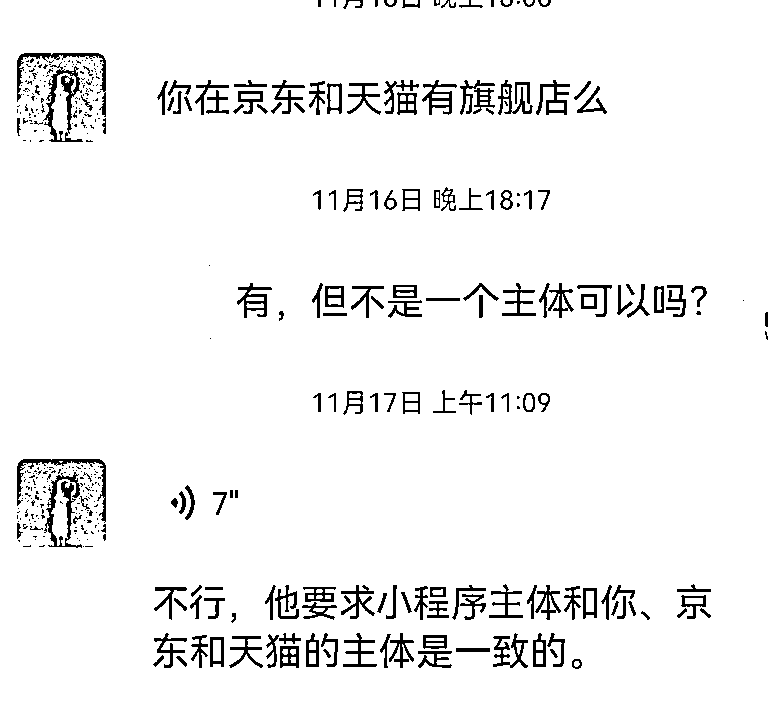 你在京东和天猫有旗舰店么
11月16日 晚上18:17
有，但不是一个主体可以吗？
11月17日 上午11:09
7"
不行，他要求小程序主体和你、京
东和天猫的主体是一致的。